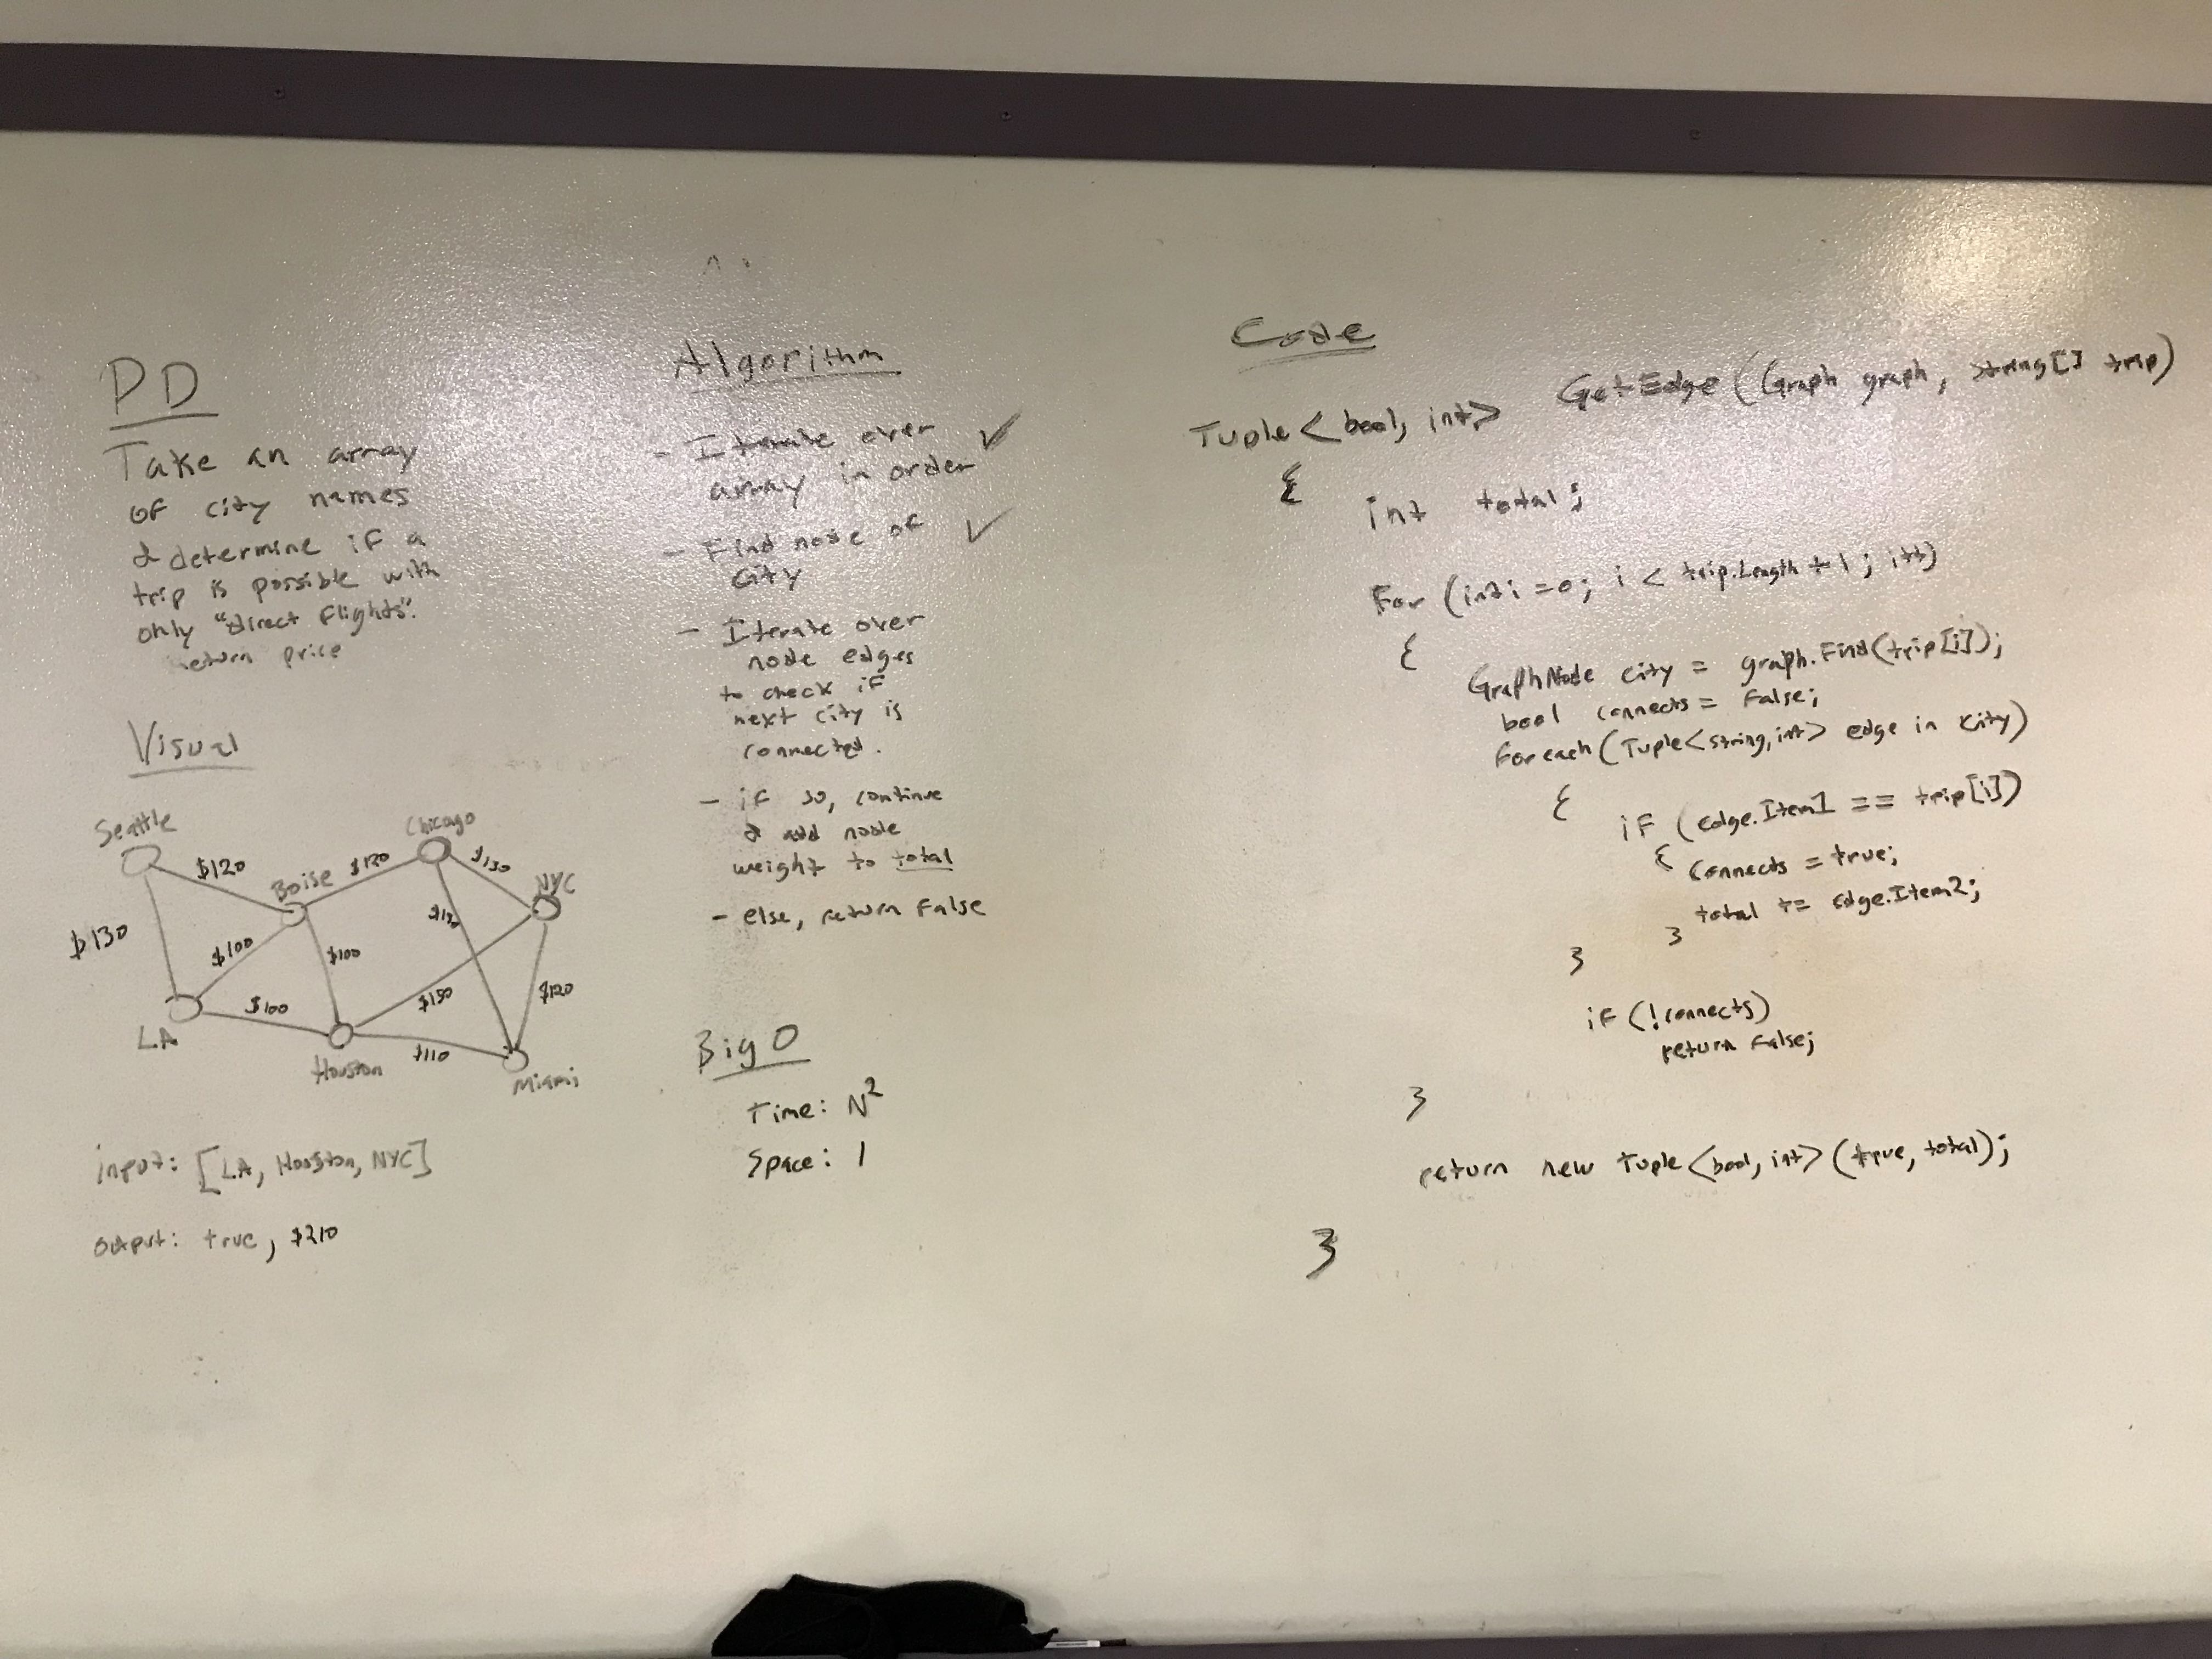 PD
Take an array
of city names
& determine if a
trip is possible with
only "direct flights".
return price
Visual
Seattle
Chicago
$120
Boise
$120
$130
NYC
$130
$100
$100
$100
$150
$120
LA
Houston
$110
Miami
input: [LA, Houston, NYC]
output: true, $210
Algorithm
- Iterate over
array in order ✓
- Find node of ✓
city
- Iterate over
node edges
to check if
next city is
connected.
- if so, continue
& add node
weight to total
- else, return False
Big O
Time: N²
Space: 1
Code
Tuple<bool, int> GetEdge(Graph graph, string[] trip)
{
int total;
For (int i = 0; i < trip.Length + 1; i++)
{
GraphNode city = graph.Find(trip[i]);
bool connects = False;
Foreach(Tuple<string, int> edge in city)
{
if (edge.Item1 == trip[i])
{ connects = true;
total += edge.Item2;
}
}
if (!connects)
return False;
}
return new Tuple<bool, int>(true, total);
}